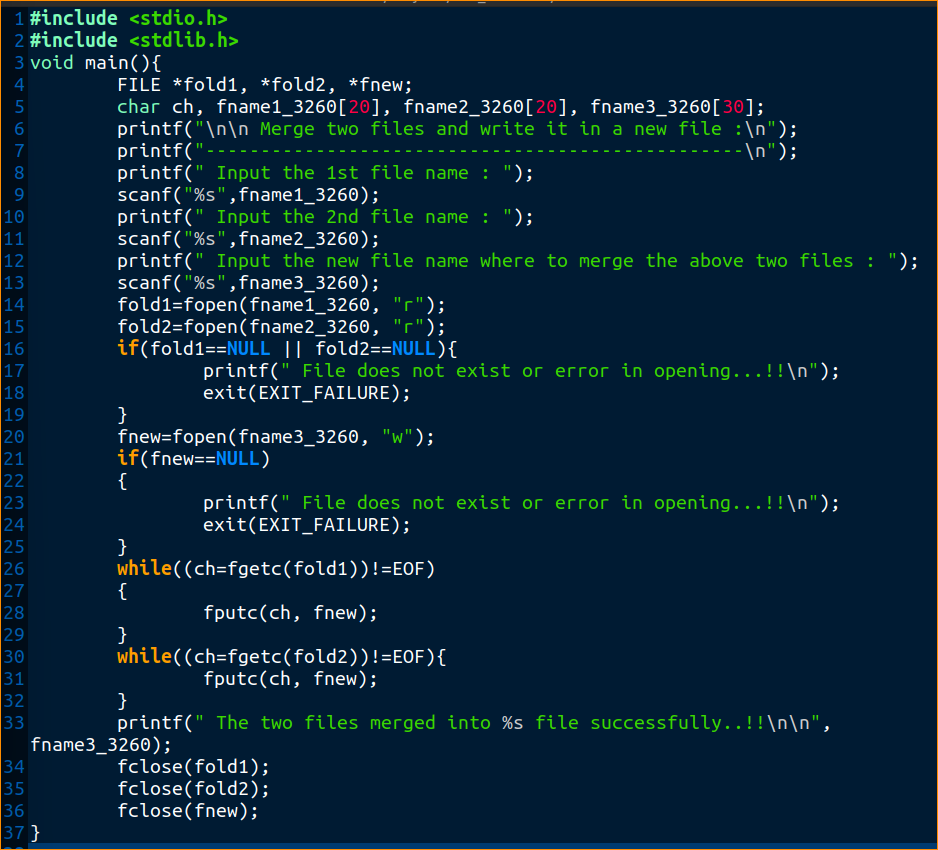 1 #include <stdio.h>
2 #include <stdlib.h>
3 void main(){
4 FILE *fold1, *fold2, *fnew;
5 char ch, fname1_3260[20], fname2_3260[20], fname3_3260[30];
6 printf("\n\n Merge two files and write it in a new file :\n");
7 printf("-------------------------------------------------\n");
8 printf(" Input the 1st file name : ");
9 scanf("%s",fname1_3260);
10 printf(" Input the 2nd file name : ");
11 scanf("%s",fname2_3260);
12 printf(" Input the new file name where to merge the above two files : ");
13 scanf("%s",fname3_3260);
14 fold1=fopen(fname1_3260, "r");
15 fold2=fopen(fname2_3260, "r");
16 if(fold1==NULL || fold2==NULL){
17 printf(" File does not exist or error in opening...!!\n");
18 exit(EXIT_FAILURE);
19 }
20 fnew=fopen(fname3_3260, "w");
21 if(fnew==NULL)
22 {
23 printf(" File does not exist or error in opening...!!\n");
24 exit(EXIT_FAILURE);
25 }
26 while((ch=fgetc(fold1))!=EOF)
27 {
28 fputc(ch, fnew);
29 }
30 while((ch=fgetc(fold2))!=EOF){
31 fputc(ch, fnew);
32 }
33 printf(" The two files merged into %s file successfully..!!\n\n",
fname3_3260);
34 fclose(fold1);
35 fclose(fold2);
36 fclose(fnew);
37 }